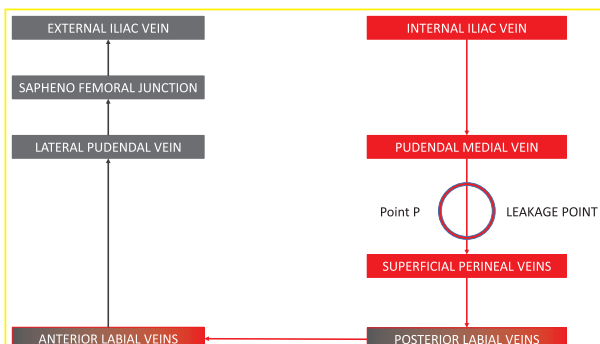 EXTERNAL ILIAC VEIN
INTERNAL ILIAC VEIN
SAPHENO FEMORAL JUNCTION
LATERAL PUDENDAL VEIN
PUDENDAL MEDIAL VEIN
Point P
LEAKAGE POINT
SUPERFICIAL PERINEAL VEINS
ANTERIOR LABIAL VEINS
POSTERIOR LABIAL VEINS